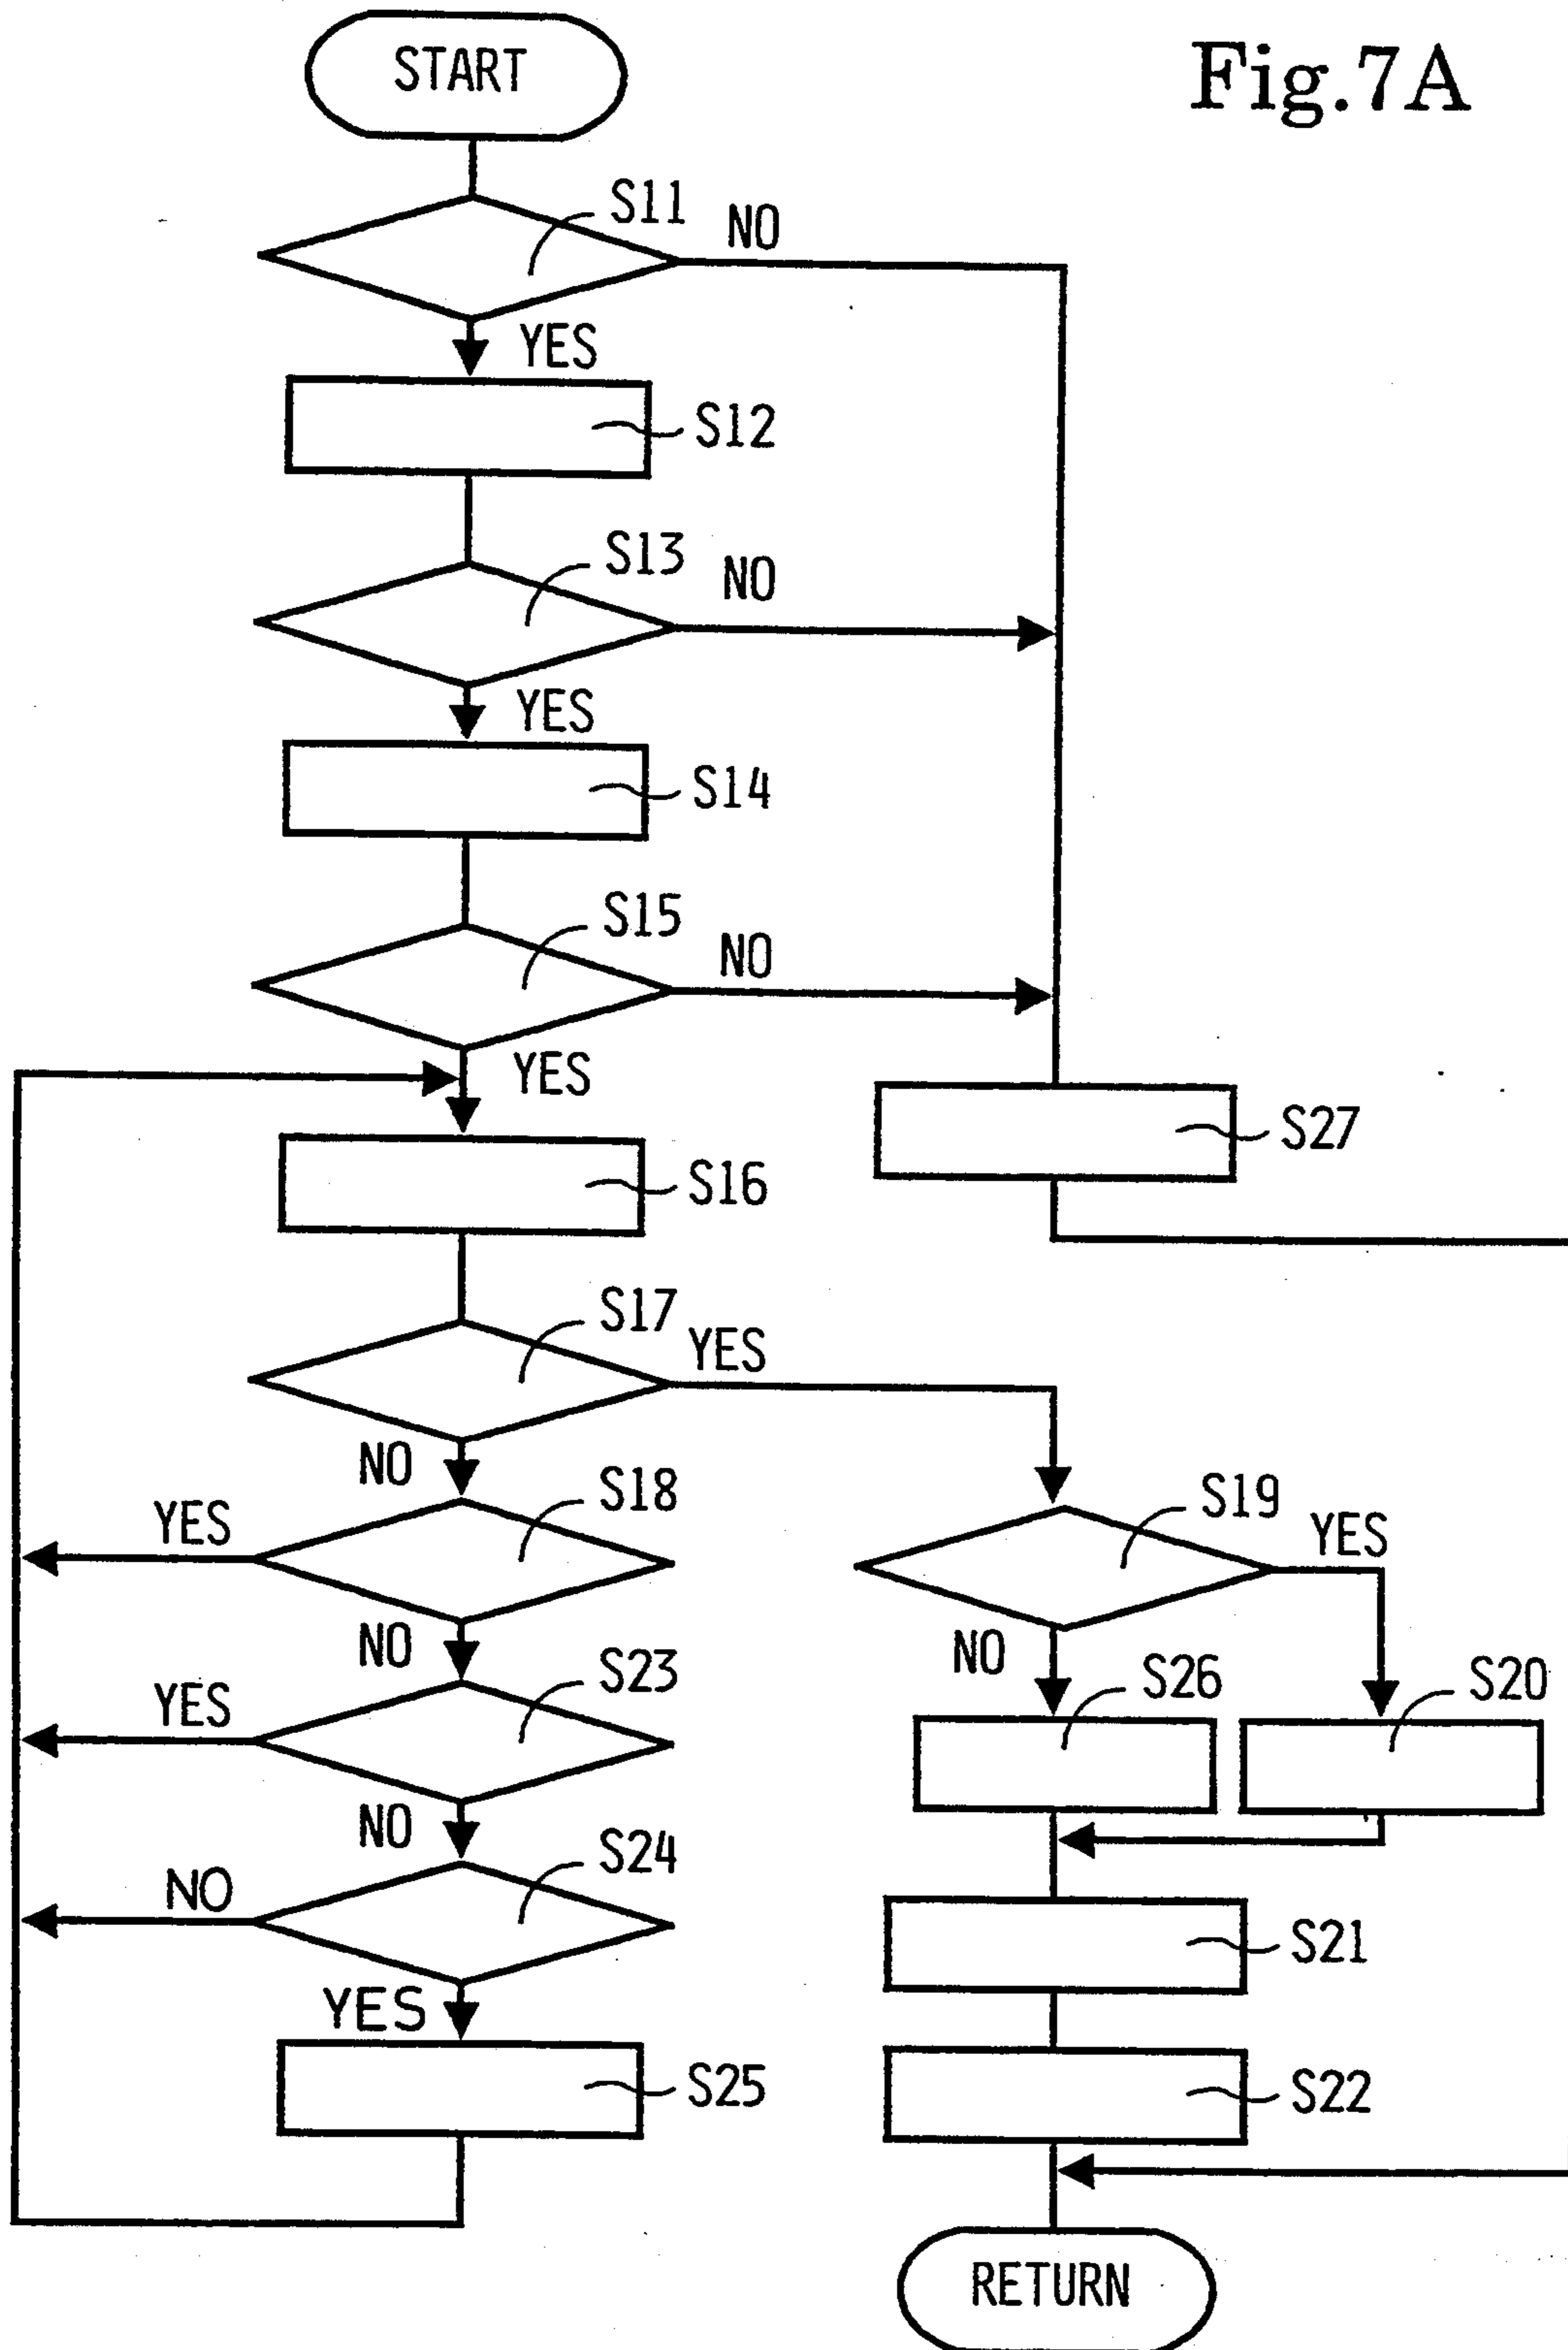 START
Fig.7A
S11
NO
YES
S12
S13
NO
YES
S14
S15
NO
YES
S27
S16
S17
YES
NO
S18
YES
S19
YES
NO
S23
YES
NO
S26
S20
NO
S24
NO
S21
YES
S25
S22
RETURN